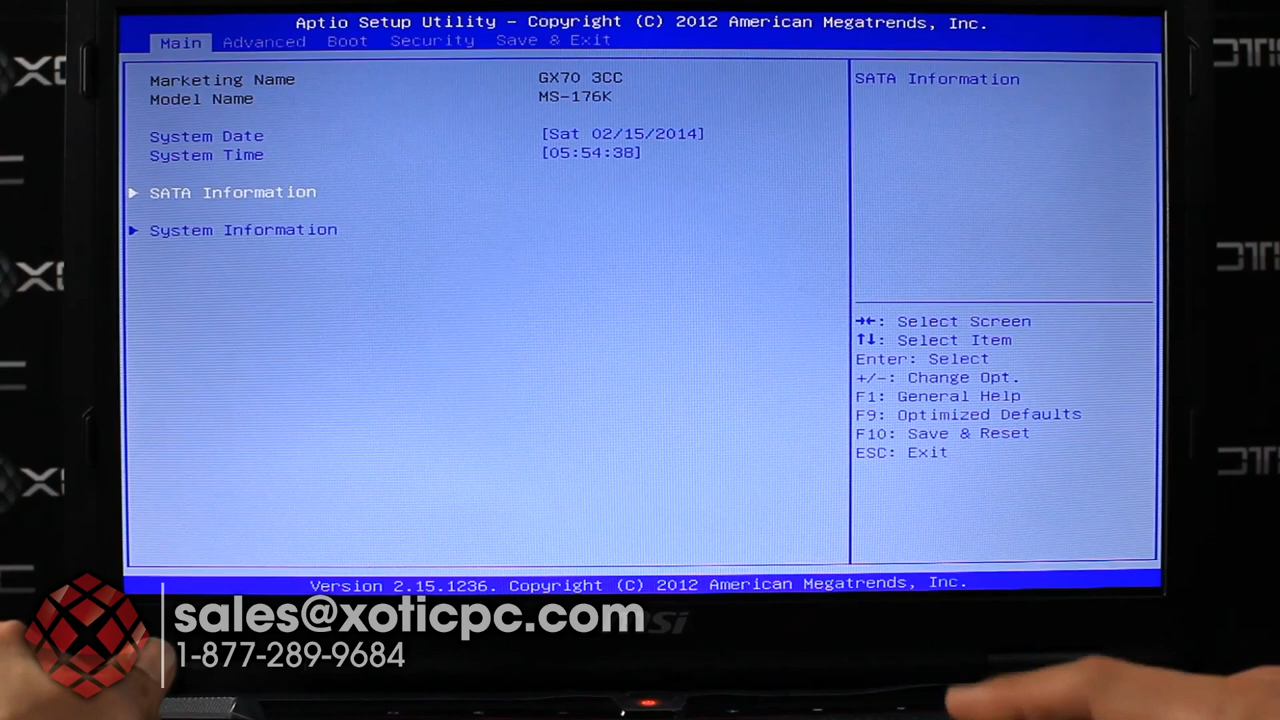 Aptio Setup Utility – Copyright (C) 2012 American Megatrends, Inc.
Main Advanced Boot Security Save & Exit
Marketing Name GX70 3CC
Model Name MS-176K
System Date [Sat 02/15/2014]
System Time [05:54:38]
► SATA Information
► System Information
SATA Information
→←: Select Screen
↑↓: Select Item
Enter: Select
+/-: Change Opt.
F1: General Help
F9: Optimized Defaults
F10: Save & Reset
ESC: Exit
Version 2.15.1236. Copyright (C) 2012 American Megatrends, Inc.
sales@xoticpc.com
1-877-289-9684